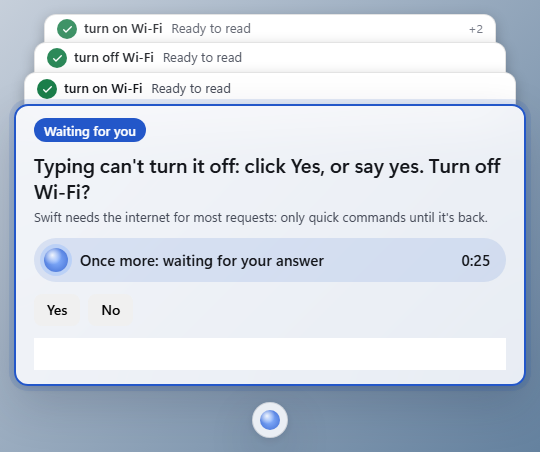 turn on Wi-Fi Ready to read +2
turn off Wi-Fi Ready to read
turn on Wi-Fi Ready to read
Waiting for you
Typing can't turn it off: click Yes, or say yes. Turn off
Wi-Fi?
Swift needs the internet for most requests: only quick commands until it's back.
Once more: waiting for your answer 0:25
Yes No